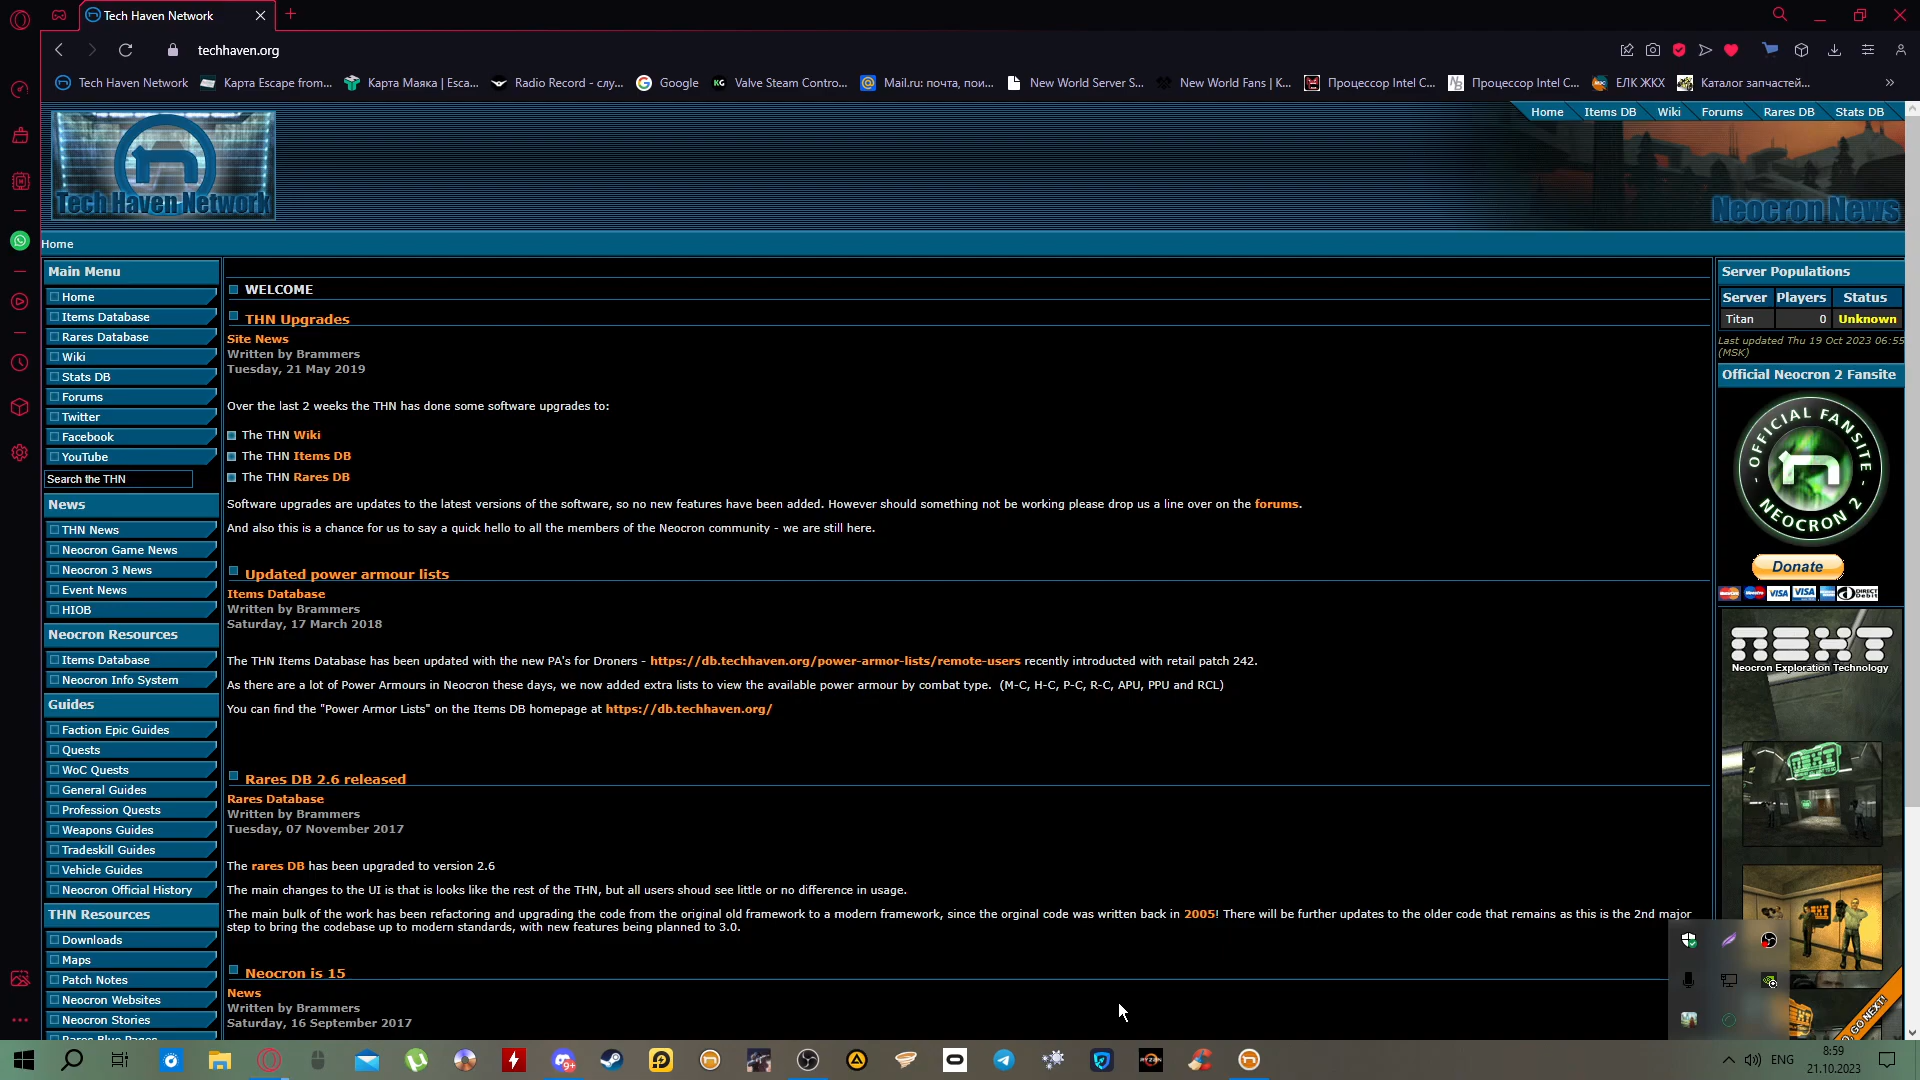 Tech Haven Network
techhaven.org
Tech Haven Network
Карта Escape from...
Карта Маяка | Esca...
Radio Record - слу...
Google
Valve Steam Contro...
Mail.ru: почта, пои...
New World Server S...
New World Fans | K...
Процессор Intel C...
Процессор Intel C...
ЕЛК ЖКХ
Каталог запчастей...
Home Items DB Wiki Forums Rares DB Stats DB
Tech Haven Network
Neocron News
Home
Main Menu
Home
Items Database
Rares Database
Wiki
Stats DB
Forums
Twitter
Facebook
YouTube
Search the THN
News
THN News
Neocron Game News
Neocron 3 News
Event News
HIOB
Neocron Resources
Items Database
Neocron Info System
Guides
Faction Epic Guides
Quests
WoC Quests
General Guides
Profession Quests
Weapons Guides
Tradeskill Guides
Vehicle Guides
Neocron Official History
THN Resources
Downloads
Maps
Patch Notes
Neocron Websites
Neocron Stories
Rares Blue Pages
WELCOME
THN Upgrades
Site News
Written by Brammers
Tuesday, 21 May 2019
Over the last 2 weeks the THN has done some software upgrades to:
The THN Wiki
The THN Items DB
The THN Rares DB
Software upgrades are updates to the latest versions of the software, so no new features have been added. However should something not be working please drop us a line over on the forums.
And also this is a chance for us to say a quick hello to all the members of the Neocron community - we are still here.
Updated power armour lists
Items Database
Written by Brammers
Saturday, 17 March 2018
The THN Items Database has been updated with the new PA's for Droners - https://db.techhaven.org/power-armor-lists/remote-users recently introducted with retail patch 242.
As there are a lot of Power Armours in Neocron these days, we now added extra lists to view the available power armour by combat type. (M-C, H-C, P-C, R-C, APU, PPU and RCL)
You can find the "Power Armor Lists" on the Items DB homepage at https://db.techhaven.org/
Rares DB 2.6 released
Rares Database
Written by Brammers
Tuesday, 07 November 2017
The rares DB has been upgraded to version 2.6
The main changes to the UI is that is looks like the rest of the THN, but all users shoud see little or no difference in usage.
The main bulk of the work has been refactoring and upgrading the code from the original old framework to a modern framework, since the orginal code was written back in 2005! There will be further updates to the older code that remains as this is the 2nd major
step to bring the codebase up to modern standards, with new features being planned to 3.0.
Neocron is 15
News
Written by Brammers
Saturday, 16 September 2017
Server Populations
Server Players Status
Titan 0 Unknown
Last updated Thu 19 Oct 2023 06:55
(MSK)
Official Neocron 2 Fansite
OFFICIAL FANSITE
NEOCRON 2
Donate
NEXT
Neocron Exploration Technology
GO NEXT!
ENG
8:59
21.10.2023